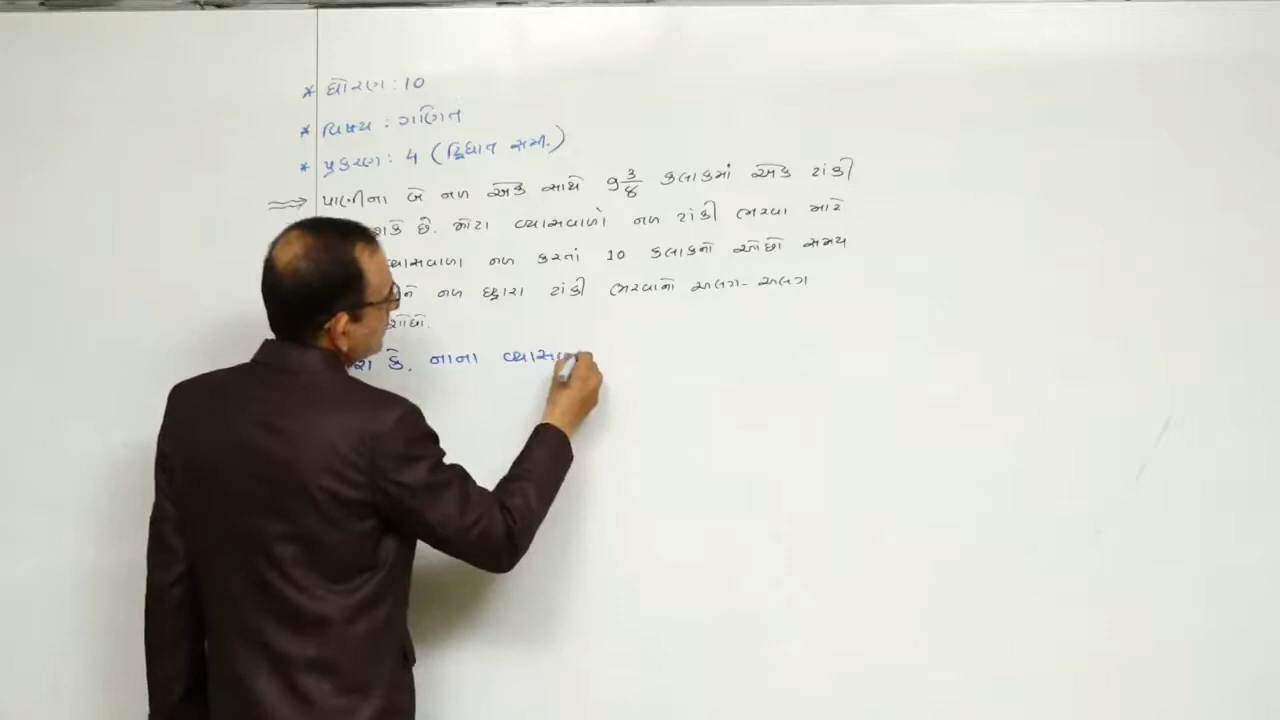 * ધોરણ : 10
* વિષય : ગણિત
* પ્રકરણ : 4 (દ્વિઘાત સમી.)
⇒ પાણીના બે નળ એક સાથે 9 3/8 કલાકમાં એક ટાંકી
શકે છે. મોટા વ્યાસવાળો નળ ટાંકી ભરવા માટે
વ્યાસવાળા નળ કરતાં 10 કલાકનો ઓછો સમય
નળ દ્વારા ટાંકી ભરવાનો અલગ-અલગ
શોધો.
કે, નાના